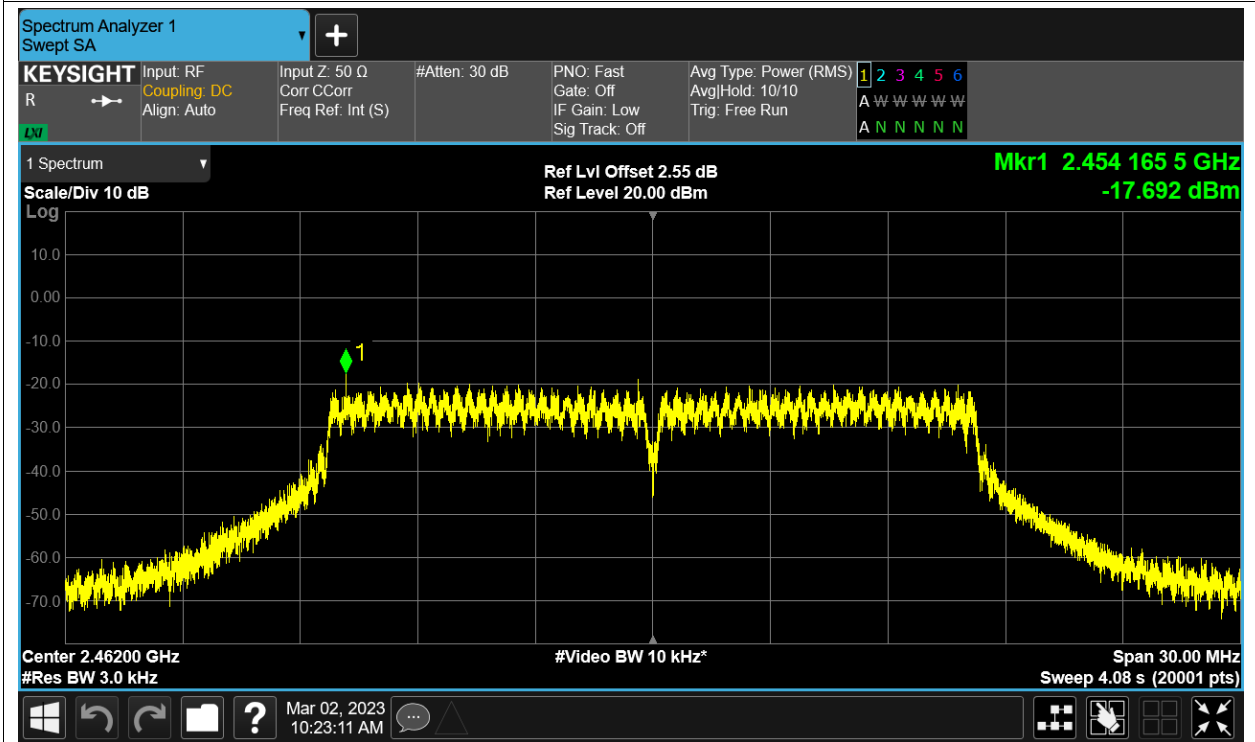 Spectrum Analyzer 1
Swept SA
+
KEYSIGHT
R
LXI
Input: RF
Coupling: DC
Align: Auto
Input Z: 50 Ω
Corr CCorr
Freq Ref: Int (S)
#Atten: 30 dB
PNO: Fast
Gate: Off
IF Gain: Low
Sig Track: Off
Avg Type: Power (RMS)
Avg|Hold: 10/10
Trig: Free Run
1 2 3 4 5 6
A W W W W W
A N N N N N
1 Spectrum
Scale/Div 10 dB
Log
Ref Lvl Offset 2.55 dB
Ref Level 20.00 dBm
Mkr1 2.454 165 5 GHz
-17.692 dBm
10.0
0.00
-10.0
1
-20.0
-30.0
-40.0
-50.0
-60.0
-70.0
Center 2.46200 GHz
#Res BW 3.0 kHz
#Video BW 10 kHz*
Span 30.00 MHz
Sweep 4.08 s (20001 pts)
?
Mar 02, 2023
10:23:11 AM